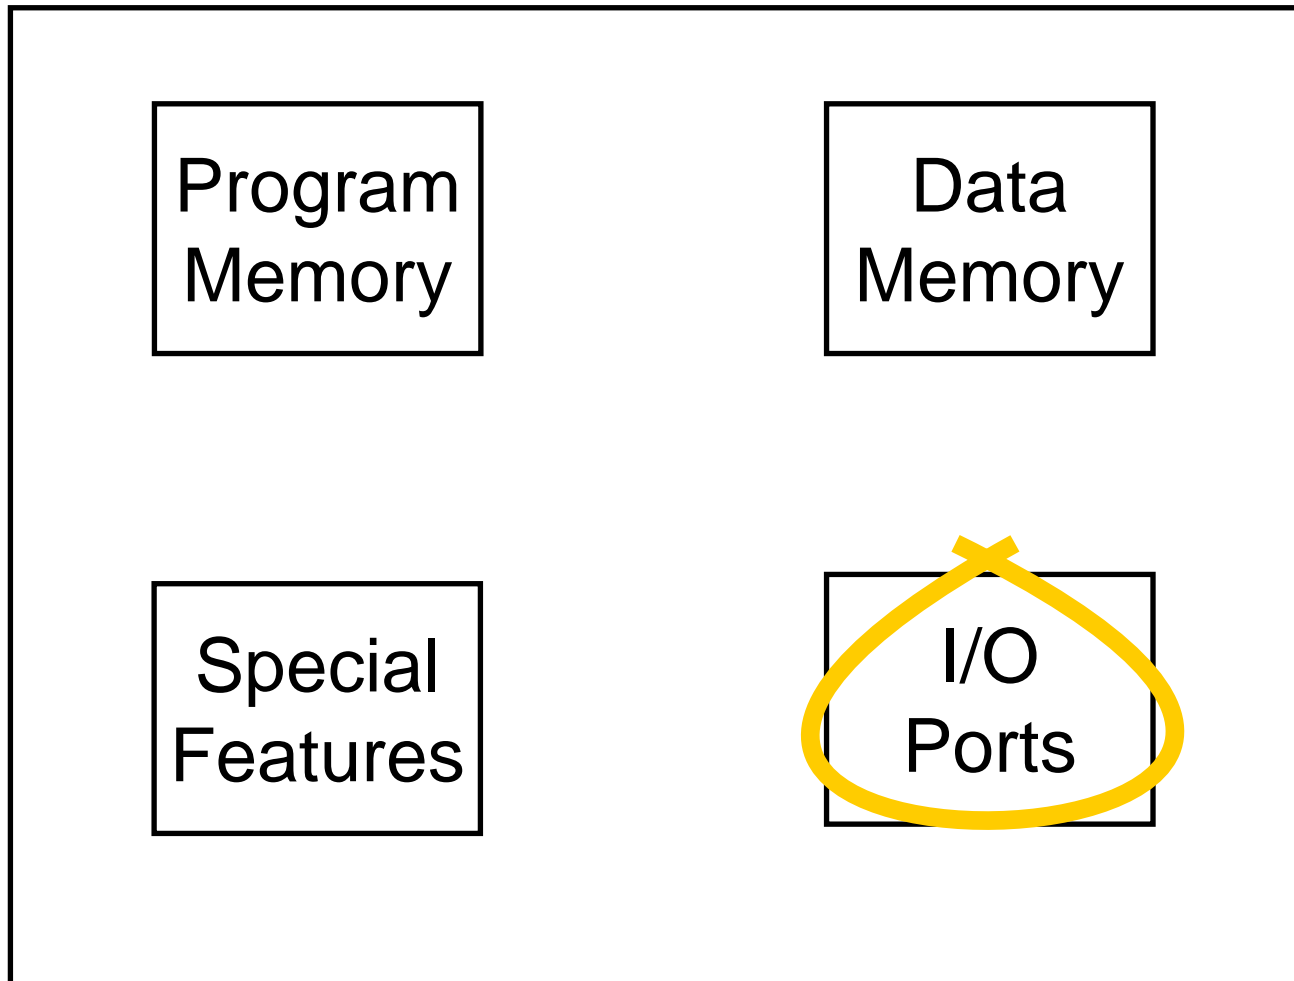 Program
Memory
Data
Memory
Special
Features
I/O
Ports